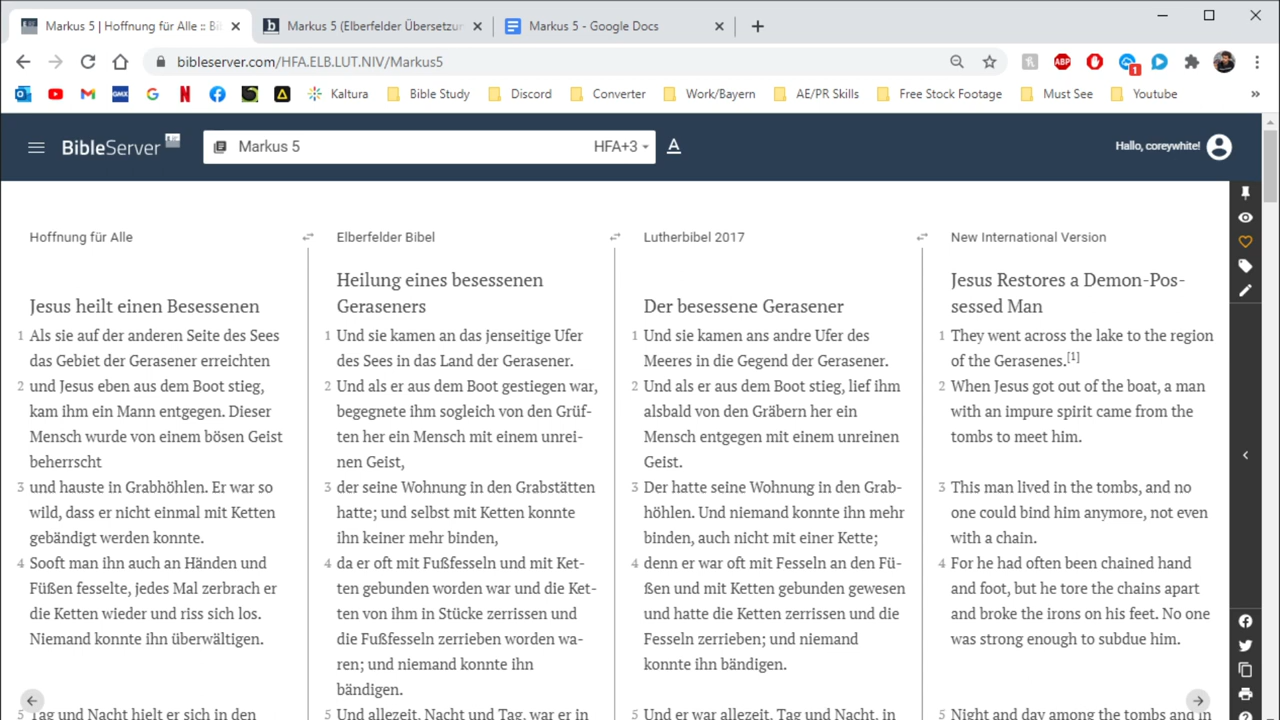 Markus 5 | Hoffnung für Alle :: Bi
Markus 5 (Elberfelder Übersetzun
Markus 5 - Google Docs
bibleserver.com/HFA.ELB.LUT.NIV/Markus5
ABP
1
GMX
Kaltura
Bible Study
Discord
Converter
Work/Bayern
AE/PR Skills
Free Stock Footage
Must See
Youtube
BibleServer
Markus 5
HFA+3
A
Hallo, coreywhite!
Hoffnung für Alle
Jesus heilt einen Besessenen
1 Als sie auf der anderen Seite des Sees
das Gebiet der Gerasener erreichten
2 und Jesus eben aus dem Boot stieg,
kam ihm ein Mann entgegen. Dieser
Mensch wurde von einem bösen Geist
beherrscht
3 und hauste in Grabhöhlen. Er war so
wild, dass er nicht einmal mit Ketten
gebändigt werden konnte.
4 Sooft man ihn auch an Händen und
Füßen fesselte, jedes Mal zerbrach er
die Ketten wieder und riss sich los.
Niemand konnte ihn überwältigen.
5 Tag und Nacht hielt er sich in den
Elberfelder Bibel
Heilung eines besessenen
Geraseners
1 Und sie kamen an das jenseitige Ufer
des Sees in das Land der Gerasener.
2 Und als er aus dem Boot gestiegen war,
begegnete ihm sogleich von den Grüf-
ten her ein Mensch mit einem unrei-
nen Geist,
3 der seine Wohnung in den Grabstätten
hatte; und selbst mit Ketten konnte
ihn keiner mehr binden,
4 da er oft mit Fußfesseln und mit Ket-
ten gebunden worden war und die Ket-
ten von ihm in Stücke zerrissen und
die Fußfesseln zerrieben worden wa-
ren; und niemand konnte ihn
bändigen.
5 Und allezeit, Nacht und Tag, war er in
Lutherbibel 2017
Der besessene Gerasener
1 Und sie kamen ans andre Ufer des
Meeres in die Gegend der Gerasener.
2 Und als er aus dem Boot stieg, lief ihm
alsbald von den Gräbern her ein
Mensch entgegen mit einem unreinen
Geist.
3 Der hatte seine Wohnung in den Grab-
höhlen. Und niemand konnte ihn mehr
binden, auch nicht mit einer Kette;
4 denn er war oft mit Fesseln an den Fü-
ßen und mit Ketten gebunden gewesen
und hatte die Ketten zerrissen und die
Fesseln zerrieben; und niemand
konnte ihn bändigen.
5 Und er war allezeit, Tag und Nacht, in
New International Version
Jesus Restores a Demon-Pos-
sessed Man
1 They went across the lake to the region
of the Gerasenes.[1]
2 When Jesus got out of the boat, a man
with an impure spirit came from the
tombs to meet him.
3 This man lived in the tombs, and no
one could bind him anymore, not even
with a chain.
4 For he had often been chained hand
and foot, but he tore the chains apart
and broke the irons on his feet. No one
was strong enough to subdue him.
5 Night and day among the tombs and in